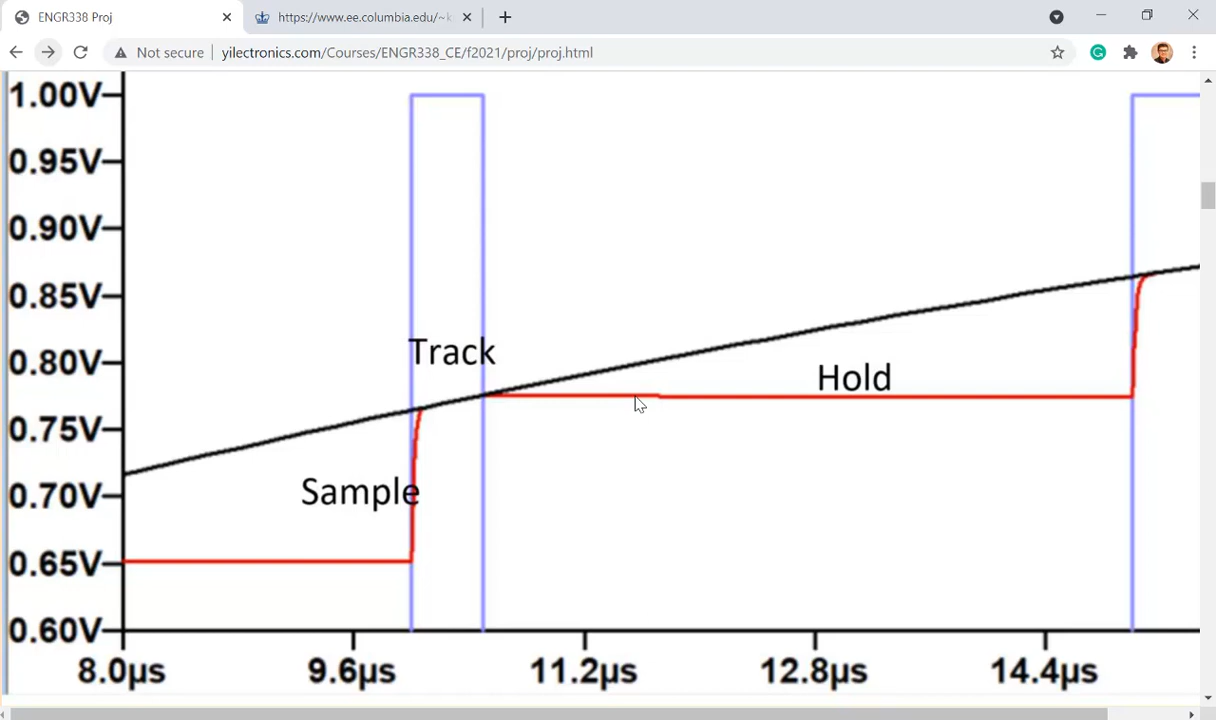 ENGR338 Proj
https://www.ee.columbia.edu/~k
Not secure
yilectronics.com/Courses/ENGR338_CE/f2021/proj/proj.html
1.00V
0.95V
0.90V
0.85V
0.80V
0.75V
0.70V
0.65V
0.60V
Track
Hold
Sample
8.0µs
9.6µs
11.2µs
12.8µs
14.4µs